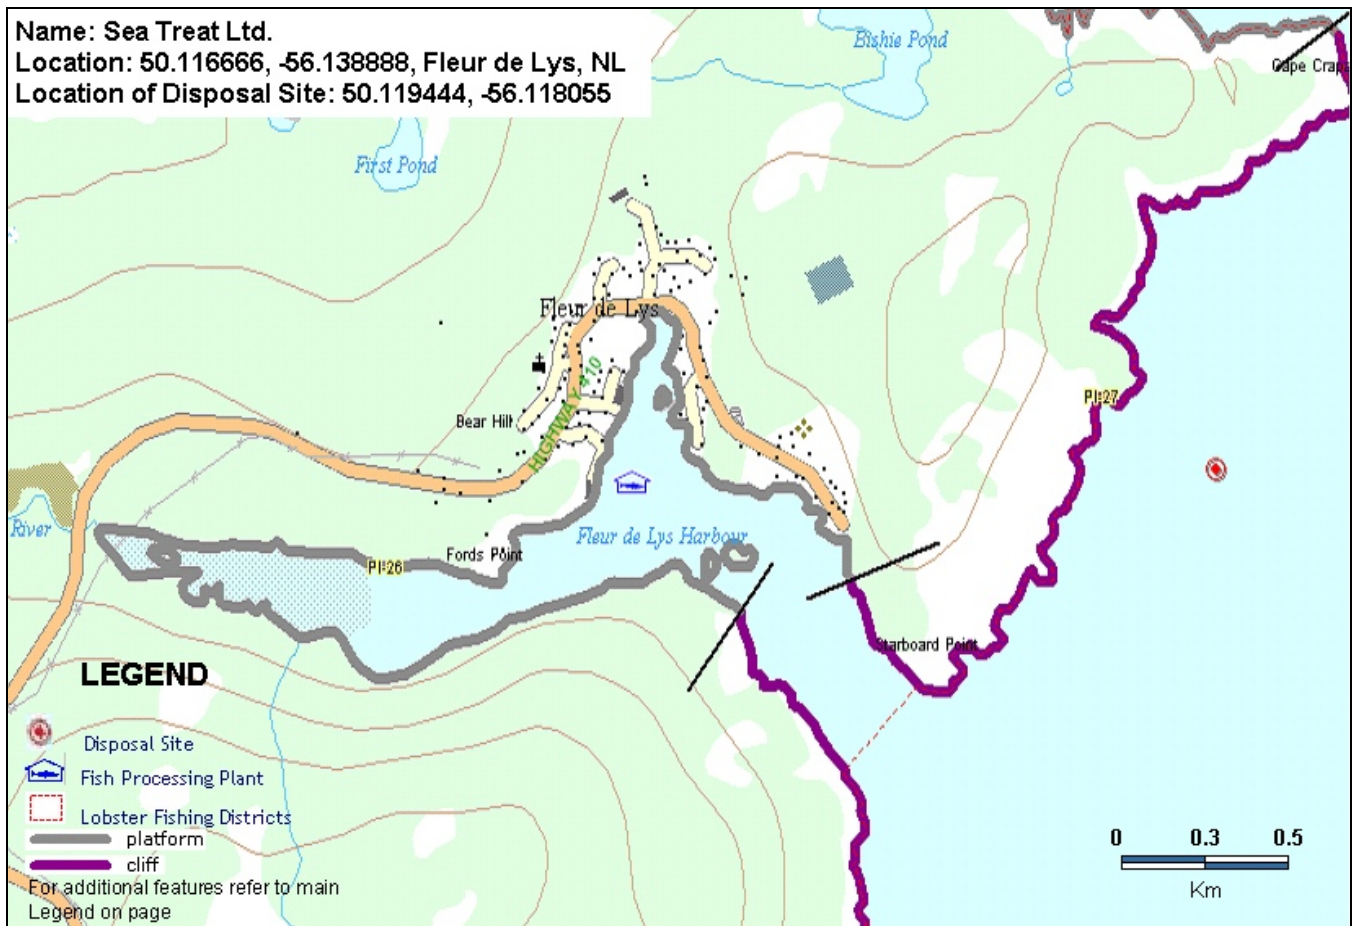 Name: Sea Treat Ltd.
Location: 50.116666, -56.138888, Fleur de Lys, NL
Location of Disposal Site: 50.119444, -56.118055
Bishie Pond
Cape Crapa
First Pond
Fleur de Lys
HIGHWAY 410
Bear Hill
PI:27
River
Fleur de Lys Harbour
Fords Point
PI:26
Starboard Point
LEGEND
Disposal Site
Fish Processing Plant
Lobster Fishing Districts
platform
cliff
For additional features refer to main
Legend on page
0 0.3 0.5
Km